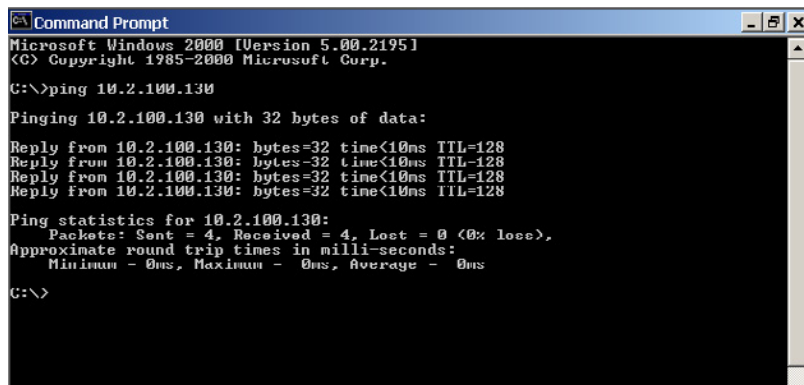 Command Prompt
Microsoft Windows 2000 [Version 5.00.2195]
(C) Copyright 1985-2000 Microsoft Corp.
C:\>ping 10.2.100.130
Pinging 10.2.100.130 with 32 bytes of data:
Reply from 10.2.100.130: bytes=32 time<10ms TTL=128
Reply from 10.2.100.130: bytes=32 time<10ms TTL=128
Reply from 10.2.100.130: bytes=32 time<10ms TTL=128
Reply from 10.2.100.130: bytes=32 time<10ms TTL=128
Ping statistics for 10.2.100.130:
Packets: Sent = 4, Received = 4, Lost = 0 (0% loss),
Approximate round trip times in milli-seconds:
Minimum = 0ms, Maximum = 0ms, Average = 0ms
C:\>